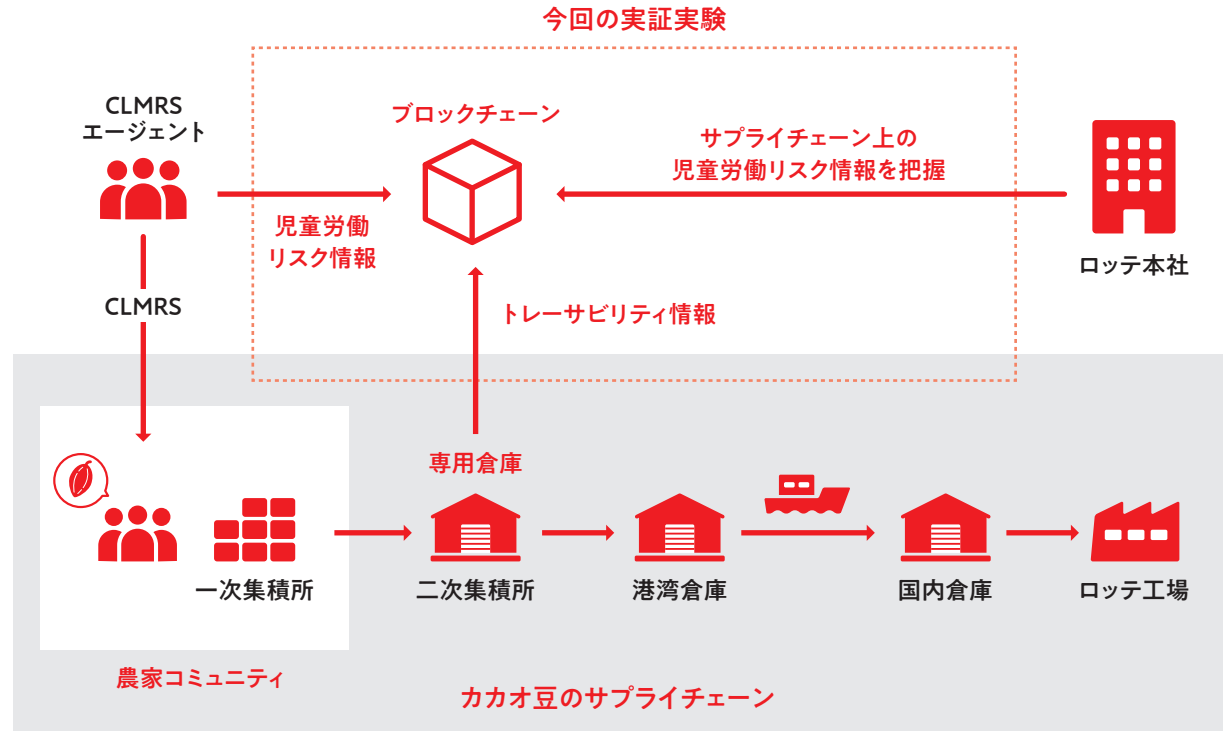 今回の実証実験
CLMRS
エージェント
ブロックチェーン
サプライチェーン上の
児童労働リスク情報を把握
児童労働
リスク情報
ロッテ本社
CLMRS
トレーサビリティ情報
専用倉庫
一次集積所
二次集積所
港湾倉庫
国内倉庫
ロッテ工場
農家コミュニティ
カカオ豆のサプライチェーン